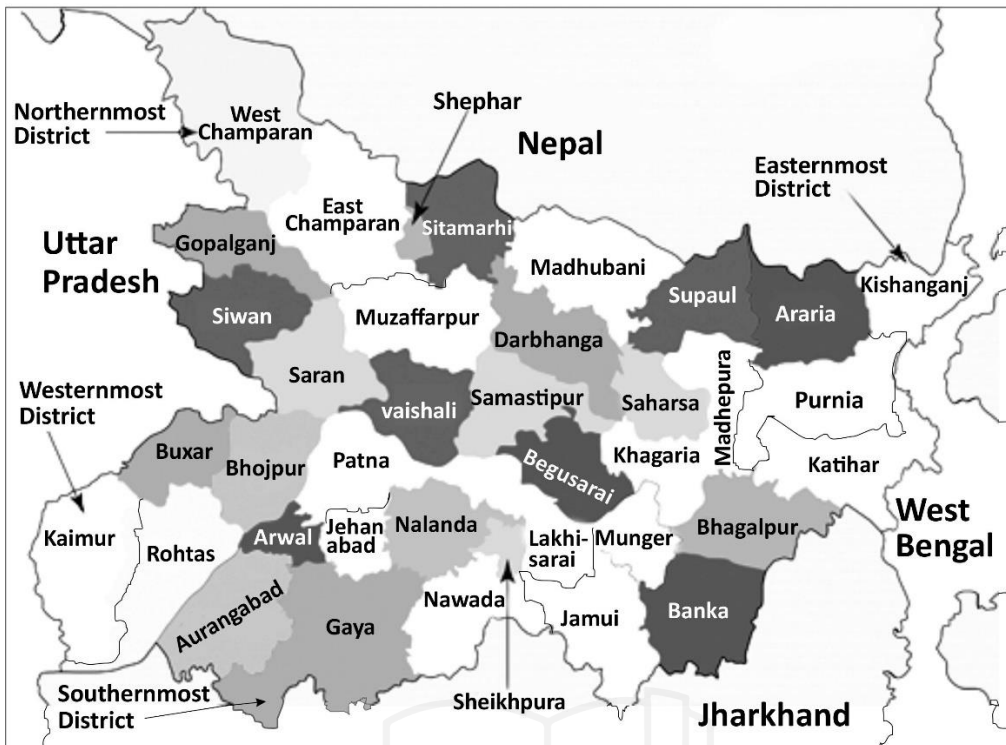 Northernmost
District
West
Champaran
Shephar
Nepal
Easternmost
District
East
Champaran
Sitamarhi
Uttar
Pradesh
Gopalganj
Madhubani
Kishanganj
Supaul
Araria
Siwan
Muzaffarpur
Darbhanga
Westernmost
District
Saran
vaishali
Samastipur
Saharsa
Madhepura
Purnia
Buxar
Bhojpur
Patna
Begusarai
Khagaria
Katihar
West
Bengal
Kaimur
Rohtas
Arwal
Jehan
abad
Nalanda
Lakhi-
sarai
Munger
Bhagalpur
Aurangabad
Gaya
Nawada
Jamui
Banka
Southernmost
District
Sheikhpura
Jharkhand